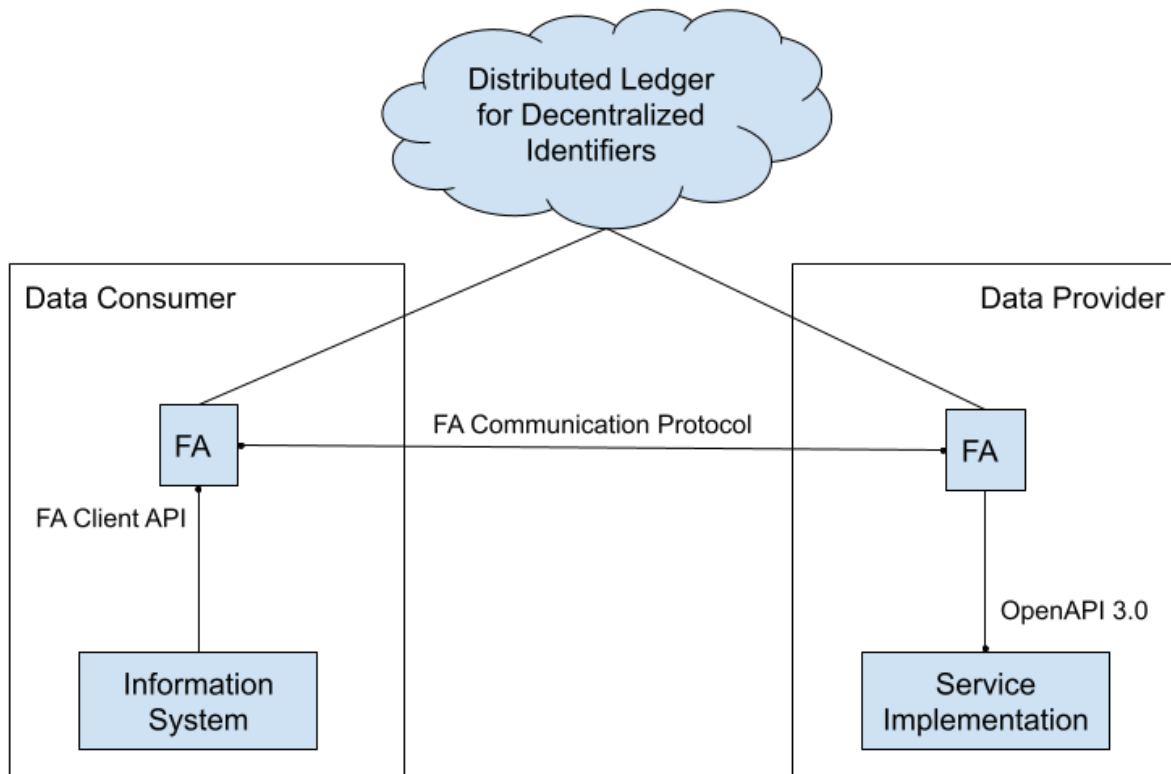 Distributed Ledger
for Decentralized
Identifiers
Data Consumer
Data Provider
FA Communication Protocol
FA
FA
FA Client API
OpenAPI 3.0
Information
System
Service
Implementation